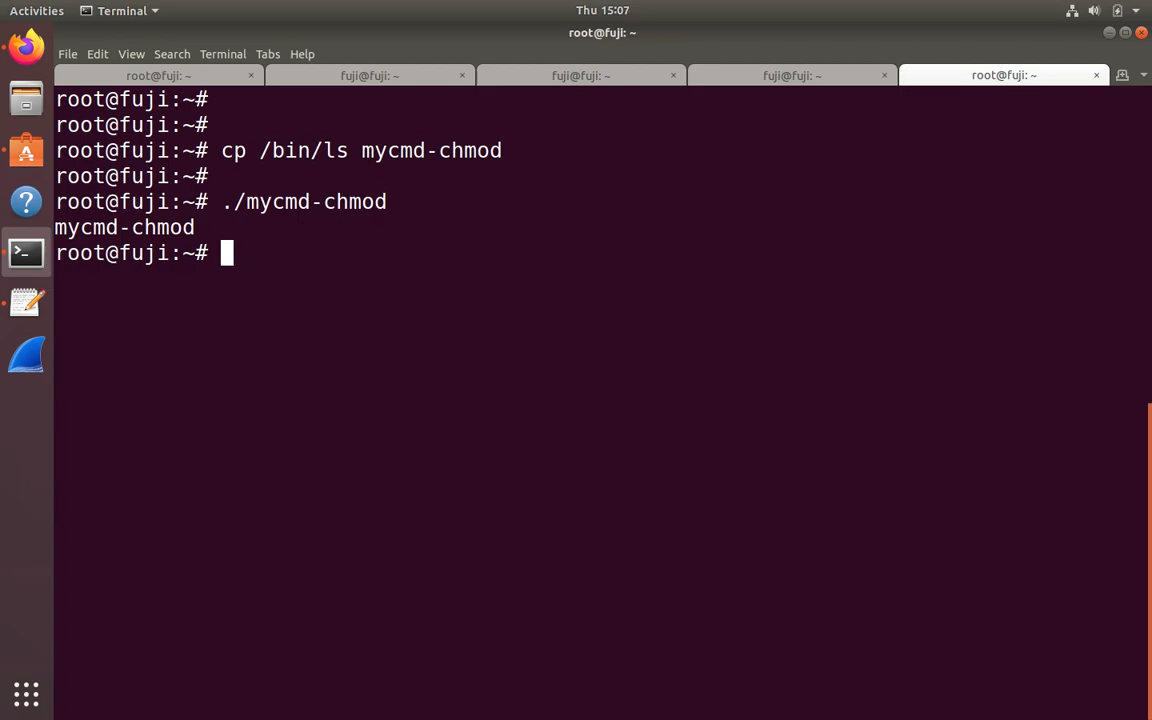 Activities Terminal Thu 15:07
root@fuji: ~
File Edit View Search Terminal Tabs Help
root@fuji: ~ × fuji@fuji: ~ × fuji@fuji: ~ × fuji@fuji: ~ × root@fuji: ~ ×
root@fuji:~#
root@fuji:~#
root@fuji:~# cp /bin/ls mycmd-chmod
root@fuji:~#
root@fuji:~# ./mycmd-chmod
mycmd-chmod
root@fuji:~#